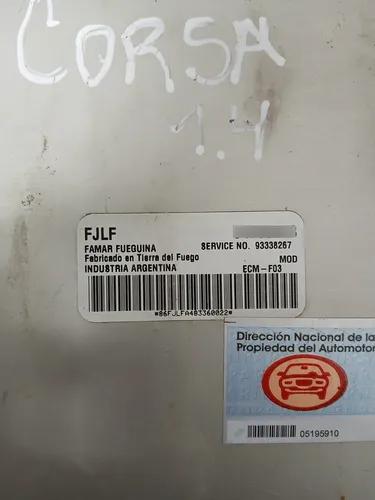 CORSA
1.4
FJLF
FAMAR FUEGUINA SERVICE NO. 93338267
Fabricado en Tierra del Fuego MOD
INDUSTRIA ARGENTINA ECM-F03
*86FJLFA483360022*
Dirección Nacional de la
Propiedad del Automotor
05195910